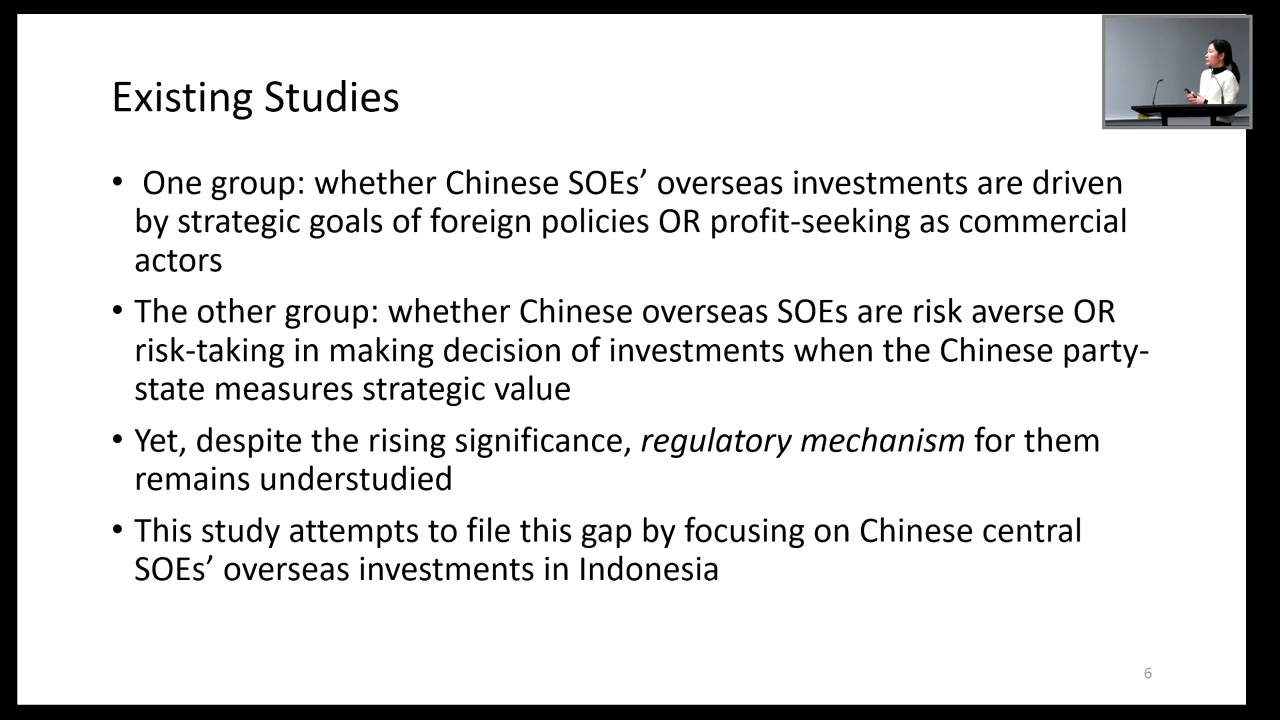 Existing Studies
• One group: whether Chinese SOEs’ overseas investments are driven
by strategic goals of foreign policies OR profit-seeking as commercial
actors
• The other group: whether Chinese overseas SOEs are risk averse OR
risk-taking in making decision of investments when the Chinese party-
state measures strategic value
• Yet, despite the rising significance, regulatory mechanism for them
remains understudied
• This study attempts to file this gap by focusing on Chinese central
SOEs’ overseas investments in Indonesia
6